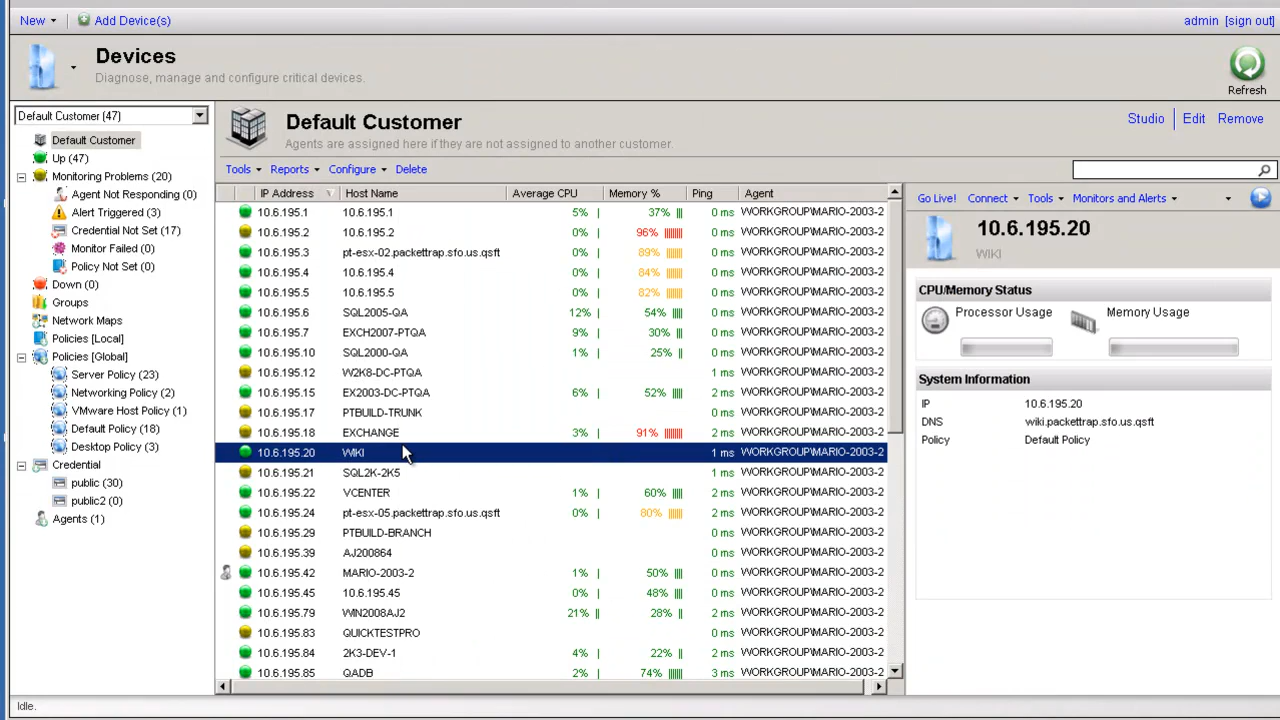 New
Add Device(s)
admin [sign out]
Devices
Diagnose, manage and configure critical devices.
Refresh
Default Customer (47)
Default Customer
Up (47)
Monitoring Problems (20)
Agent Not Responding (0)
Alert Triggered (3)
Credential Not Set (17)
Monitor Failed (0)
Policy Not Set (0)
Down (0)
Groups
Network Maps
Policies [Local]
Policies [Global]
Server Policy (23)
Networking Policy (2)
VMware Host Policy (1)
Default Policy (18)
Desktop Policy (3)
Credential
public (30)
public2 (0)
Agents (1)
Default Customer
Agents are assigned here if they are not assigned to another customer.
Studio Edit Remove
Tools Reports Configure Delete
IP Address Host Name Average CPU Memory % Ping Agent
10.6.195.1 10.6.195.1 5% 37% 0 ms WORKGROUP\MARIO-2003-2
10.6.195.2 10.6.195.2 0% 96% 0 ms WORKGROUP\MARIO-2003-2
10.6.195.3 pt-esx-02.packettrap.sfo.us.qsft 0% 89% 0 ms WORKGROUP\MARIO-2003-2
10.6.195.4 10.6.195.4 0% 84% 0 ms WORKGROUP\MARIO-2003-2
10.6.195.5 10.6.195.5 0% 82% 0 ms WORKGROUP\MARIO-2003-2
10.6.195.6 SQL2005-QA 12% 54% 0 ms WORKGROUP\MARIO-2003-2
10.6.195.7 EXCH2007-PTQA 9% 30% 0 ms WORKGROUP\MARIO-2003-2
10.6.195.10 SQL2000-QA 1% 25% 0 ms WORKGROUP\MARIO-2003-2
10.6.195.12 W2K8-DC-PTQA 1 ms WORKGROUP\MARIO-2003-2
10.6.195.15 EX2003-DC-PTQA 6% 52% 0 ms WORKGROUP\MARIO-2003-2
10.6.195.17 PTBUILD-TRUNK 0 ms WORKGROUP\MARIO-2003-2
10.6.195.18 EXCHANGE 3% 91% 2 ms WORKGROUP\MARIO-2003-2
10.6.195.20 WIKI 1 ms WORKGROUP\MARIO-2003-2
10.6.195.21 SQL2K-2K5 1 ms WORKGROUP\MARIO-2003-2
10.6.195.22 VCENTER 1% 60% 2 ms WORKGROUP\MARIO-2003-2
10.6.195.24 pt-esx-05.packettrap.sfo.us.qsft 0% 80% 2 ms WORKGROUP\MARIO-2003-2
10.6.195.29 PTBUILD-BRANCH 0 ms WORKGROUP\MARIO-2003-2
10.6.195.39 AJ200864 2 ms WORKGROUP\MARIO-2003-2
10.6.195.42 MARIO-2003-2 1% 50% 0 ms WORKGROUP\MARIO-2003-2
10.6.195.45 10.6.195.45 0% 48% 0 ms WORKGROUP\MARIO-2003-2
10.6.195.79 WIN2008AJ2 21% 28% 2 ms WORKGROUP\MARIO-2003-2
10.6.195.83 QUICKTESTPRO 0 ms WORKGROUP\MARIO-2003-2
10.6.195.84 2K3-DEV-1 4% 22% 2 ms WORKGROUP\MARIO-2003-2
10.6.195.85 QADB 2% 74% 3 ms WORKGROUP\MARIO-2003-2
Go Live! Connect Tools Monitors and Alerts
10.6.195.20
WIKI
CPU/Memory Status
Processor Usage Memory Usage
System Information
IP 10.6.195.20
DNS wiki.packettrap.sfo.us.qsft
Policy Default Policy
Idle.